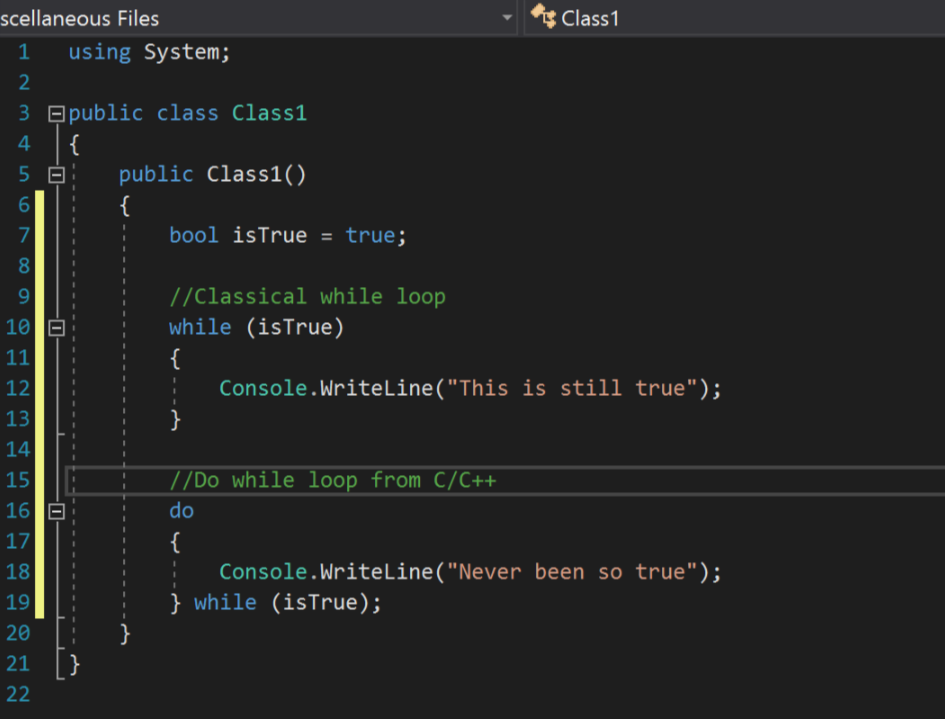 scellaneous Files Class1
1 using System;
2
3 public class Class1
4 {
5 public Class1()
6 {
7 bool isTrue = true;
8
9 //Classical while loop
10 while (isTrue)
11 {
12 Console.WriteLine("This is still true");
13 }
14
15 //Do while loop from C/C++
16 do
17 {
18 Console.WriteLine("Never been so true");
19 } while (isTrue);
20 }
21 }
22